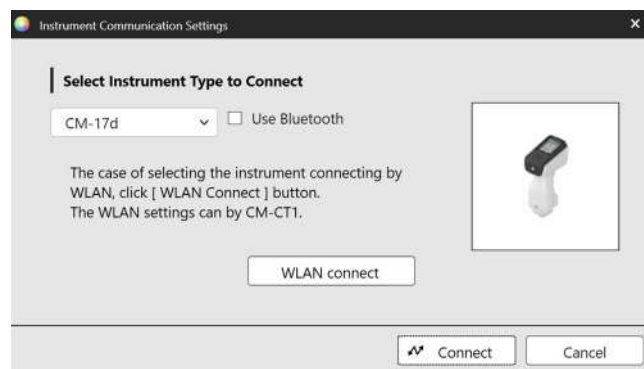 Instrument Communication Settings
Select Instrument Type to Connect
CM-17d
Use Bluetooth
The case of selecting the instrument connecting by
WLAN, click [ WLAN Connect ] button.
The WLAN settings can by CM-CT1.
WLAN connect
Connect
Cancel